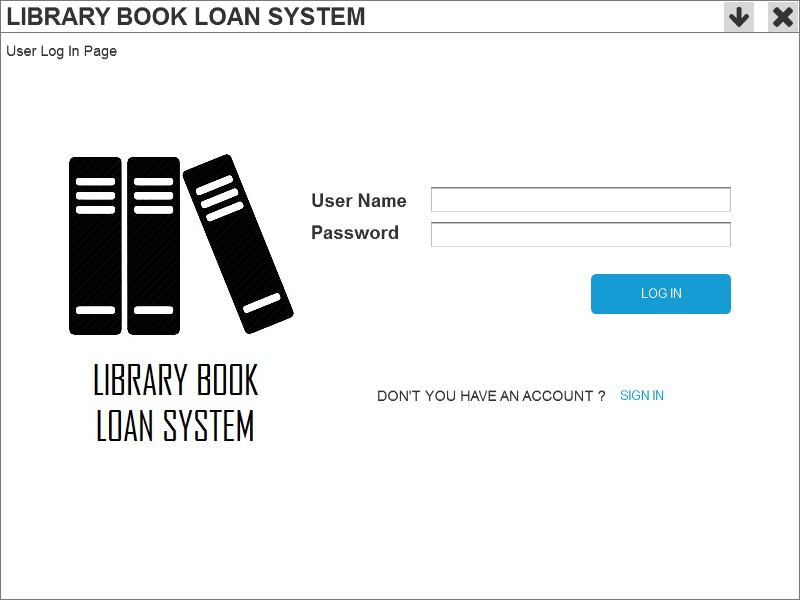 LIBRARY BOOK LOAN SYSTEM
User Log In Page
User Name
Password
LOG IN
LIBRARY BOOK
LOAN SYSTEM
DON'T YOU HAVE AN ACCOUNT ? SIGN IN